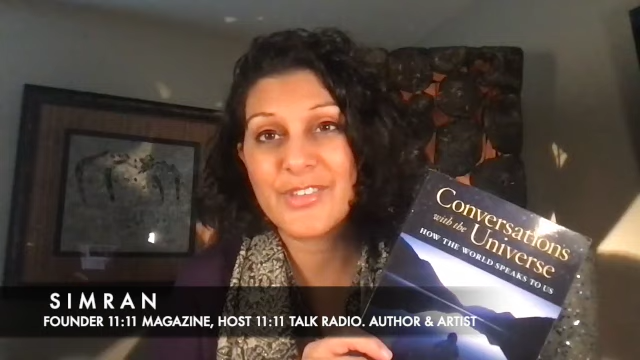 Conversations
with the
Universe
HOW THE WORLD SPEAKS TO US
SIMRAN
FOUNDER 11:11 MAGAZINE, HOST 11:11 TALK RADIO. AUTHOR & ARTIST